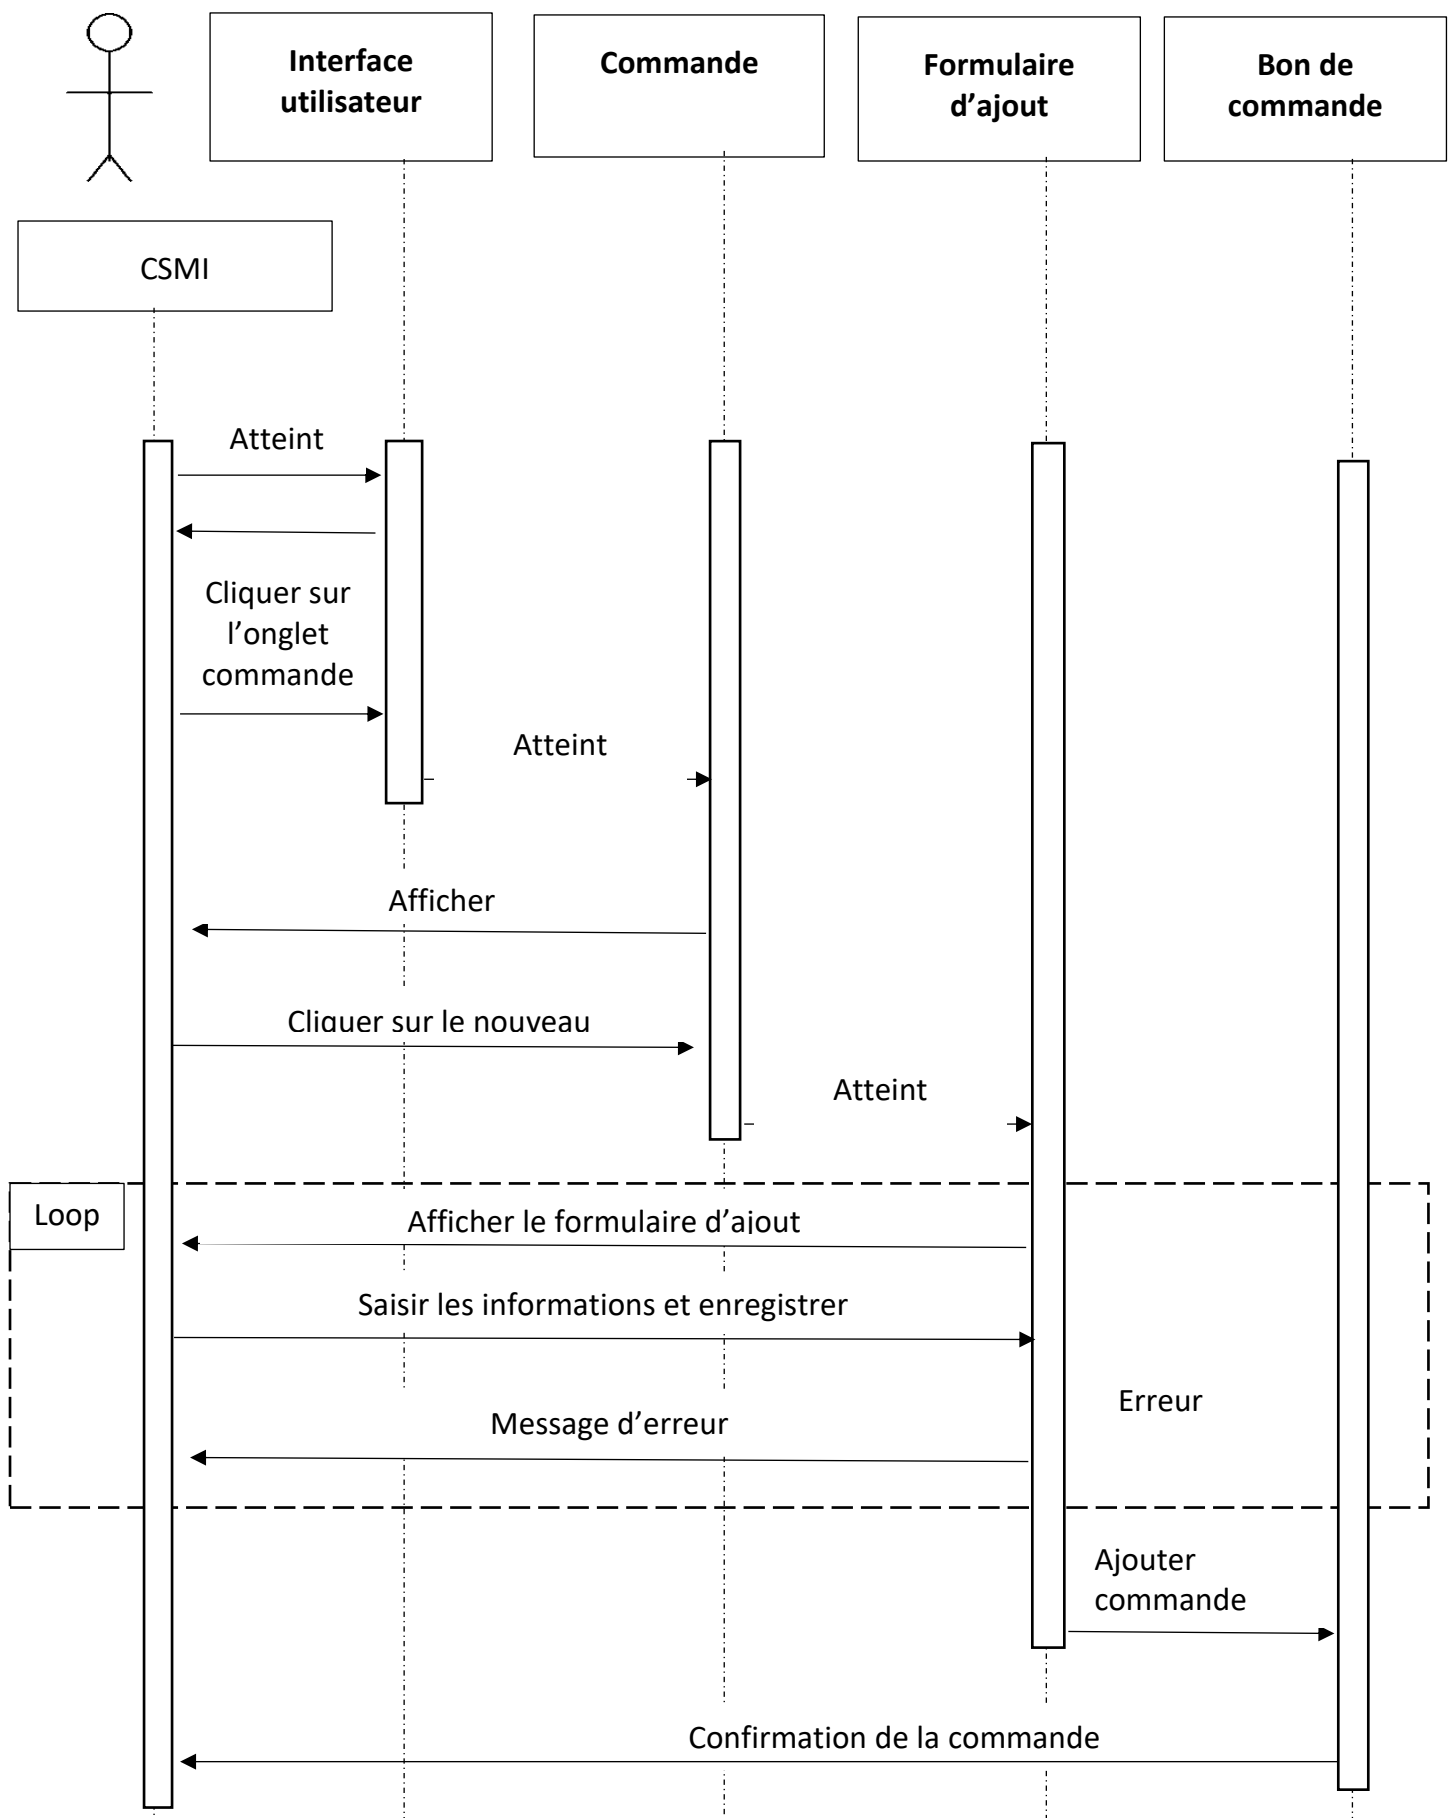 Interface
utilisateur
Commande
Formulaire
d’ajout
Bon de
commande
CSMI
Atteint
Cliquer sur
l’onglet
commande
Atteint
Afficher
Cliquer sur le nouveau
Atteint
Loop
Afficher le formulaire d’ajout
Saisir les informations et enregistrer
Erreur
Message d’erreur
Ajouter
commande
Confirmation de la commande